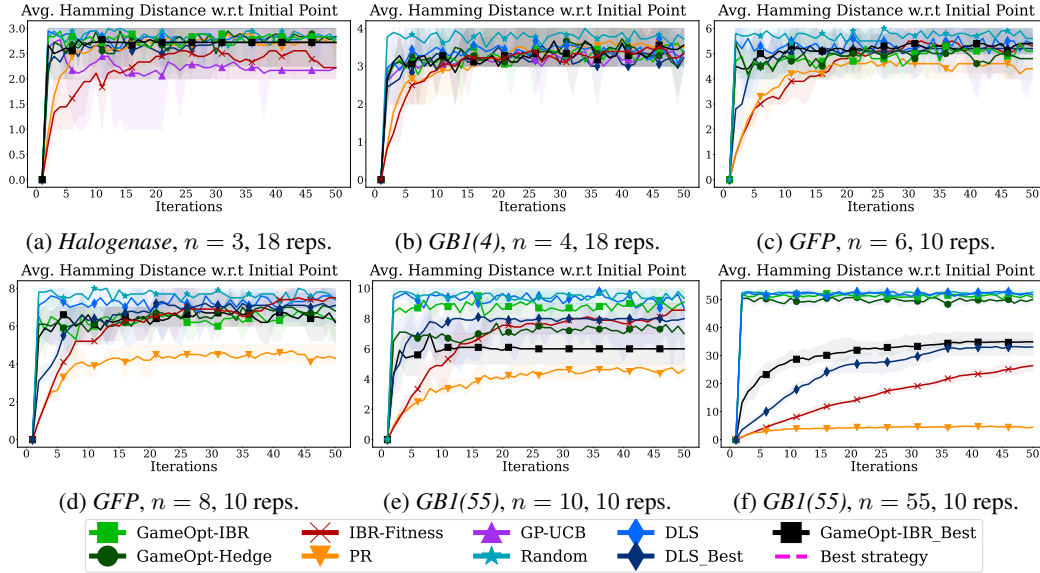 Avg. Hamming Distance w.r.t Initial Point
3.0
2.5
2.0
1.5
1.0
0.5
0.0
0 5 10 15 20 25 30 35 40 45 50
Iterations
(a) Halogenase, n = 3, 18 reps.
Avg. Hamming Distance w.r.t Initial Point
4
3
2
1
0
0 5 10 15 20 25 30 35 40 45 50
Iterations
(b) GB1(4), n = 4, 18 reps.
Avg. Hamming Distance w.r.t Initial Point
6
5
4
3
2
1
0
0 5 10 15 20 25 30 35 40 45 50
Iterations
(c) GFP, n = 6, 10 reps.
Avg. Hamming Distance w.r.t Initial Point
8
6
4
2
0
0 5 10 15 20 25 30 35 40 45 50
Iterations
(d) GFP, n = 8, 10 reps.
Avg. Hamming Distance w.r.t Initial Point
10
8
6
4
2
0
0 5 10 15 20 25 30 35 40 45 50
Iterations
(e) GB1(55), n = 10, 10 reps.
Avg. Hamming Distance w.r.t Initial Point
50
40
30
20
10
0
0 5 10 15 20 25 30 35 40 45 50
Iterations
(f) GB1(55), n = 55, 10 reps.
GameOpt-IBR IBR-Fitness GP-UCB DLS GameOpt-IBR_Best
GameOpt-Hedge PR Random DLS_Best Best strategy